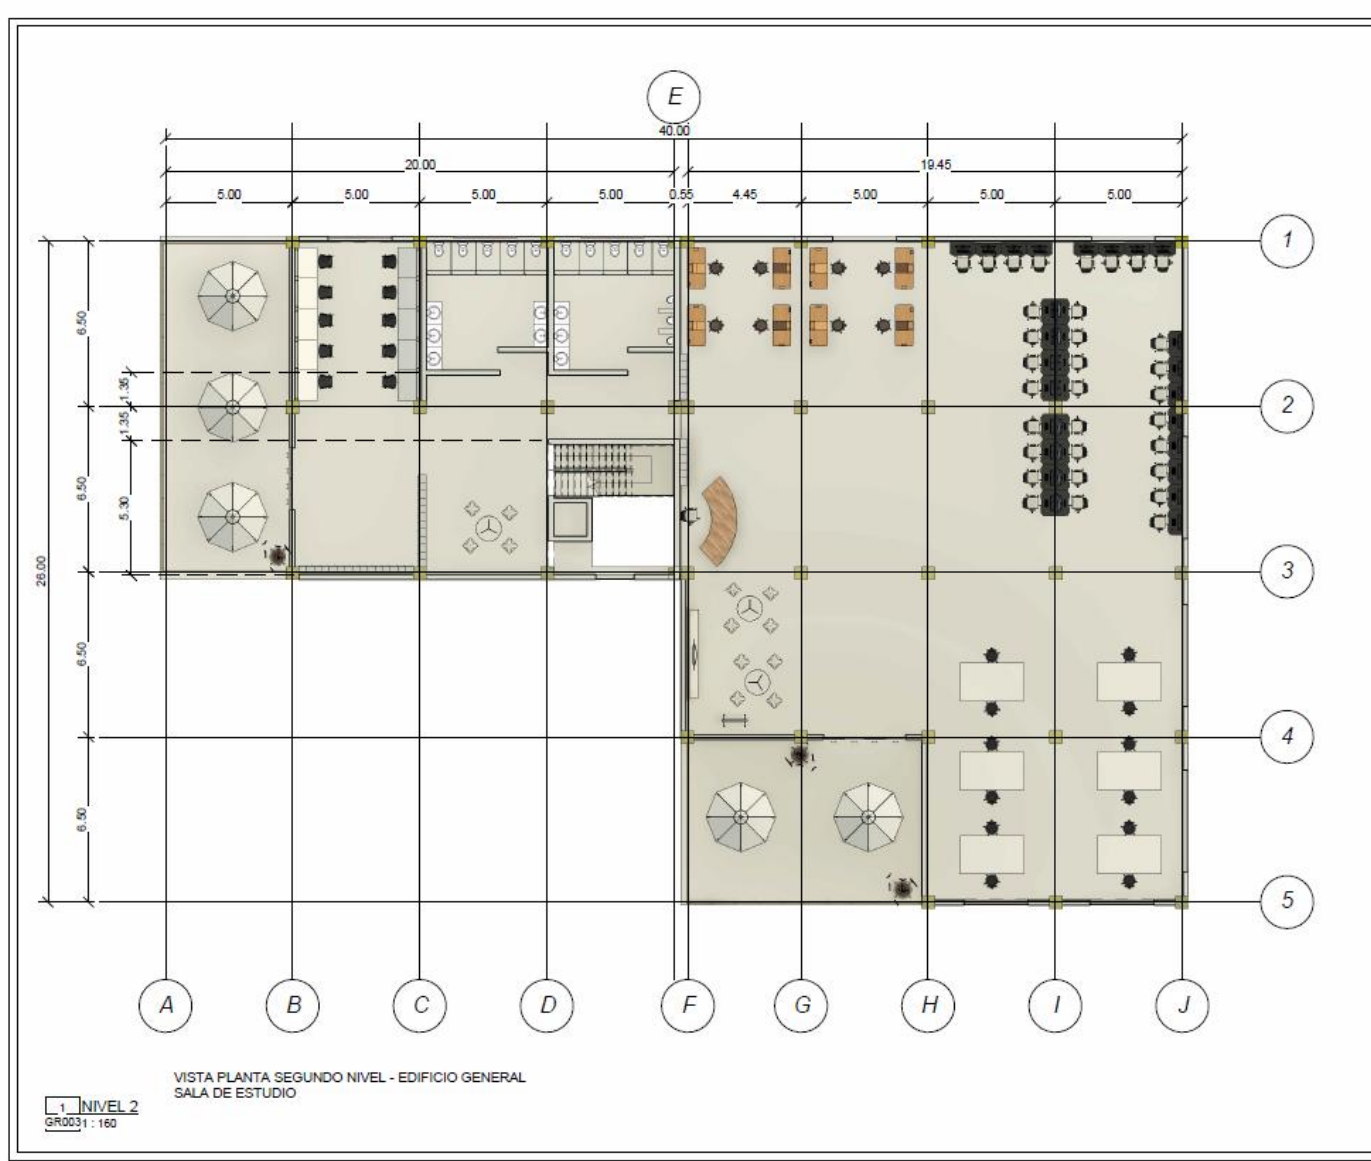 E
40.00
20.00
19.45
5.00
5.00
5.00
5.00
0.55
4.45
5.00
5.00
5.00
1
6.50
1.35
2
1.35
6.50
5.30
26.00
3
6.50
4
6.50
5
A
B
C
D
F
G
H
I
J
VISTA PLANTA SEGUNDO NIVEL - EDIFICIO GENERAL
SALA DE ESTUDIO
1 NIVEL 2
GR003 1 : 160